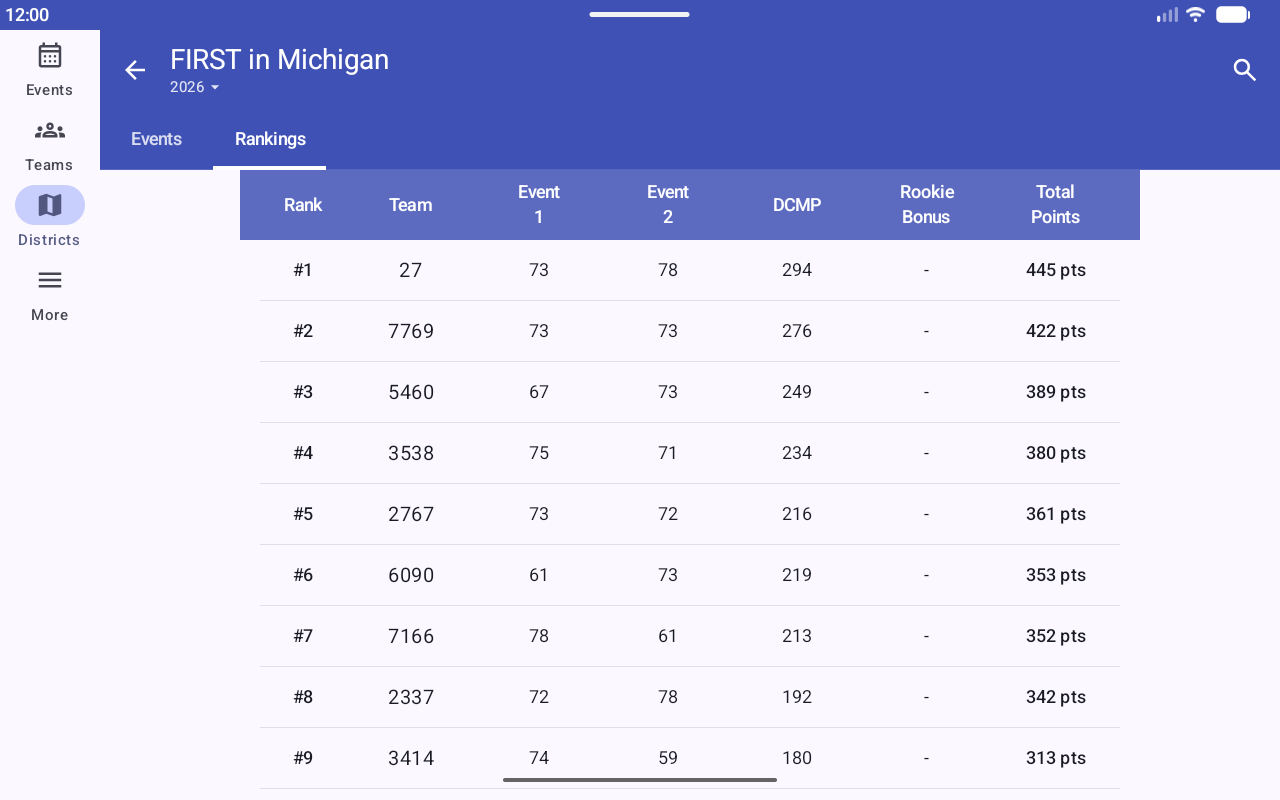 12:00
FIRST in Michigan
2026
Events
Teams
Districts
More
Events Rankings
Rank Team Event 1 Event 2 DCMP Rookie Bonus Total Points
#1 27 73 78 294 - 445 pts
#2 7769 73 73 276 - 422 pts
#3 5460 67 73 249 - 389 pts
#4 3538 75 71 234 - 380 pts
#5 2767 73 72 216 - 361 pts
#6 6090 61 73 219 - 353 pts
#7 7166 78 61 213 - 352 pts
#8 2337 72 78 192 - 342 pts
#9 3414 74 59 180 - 313 pts